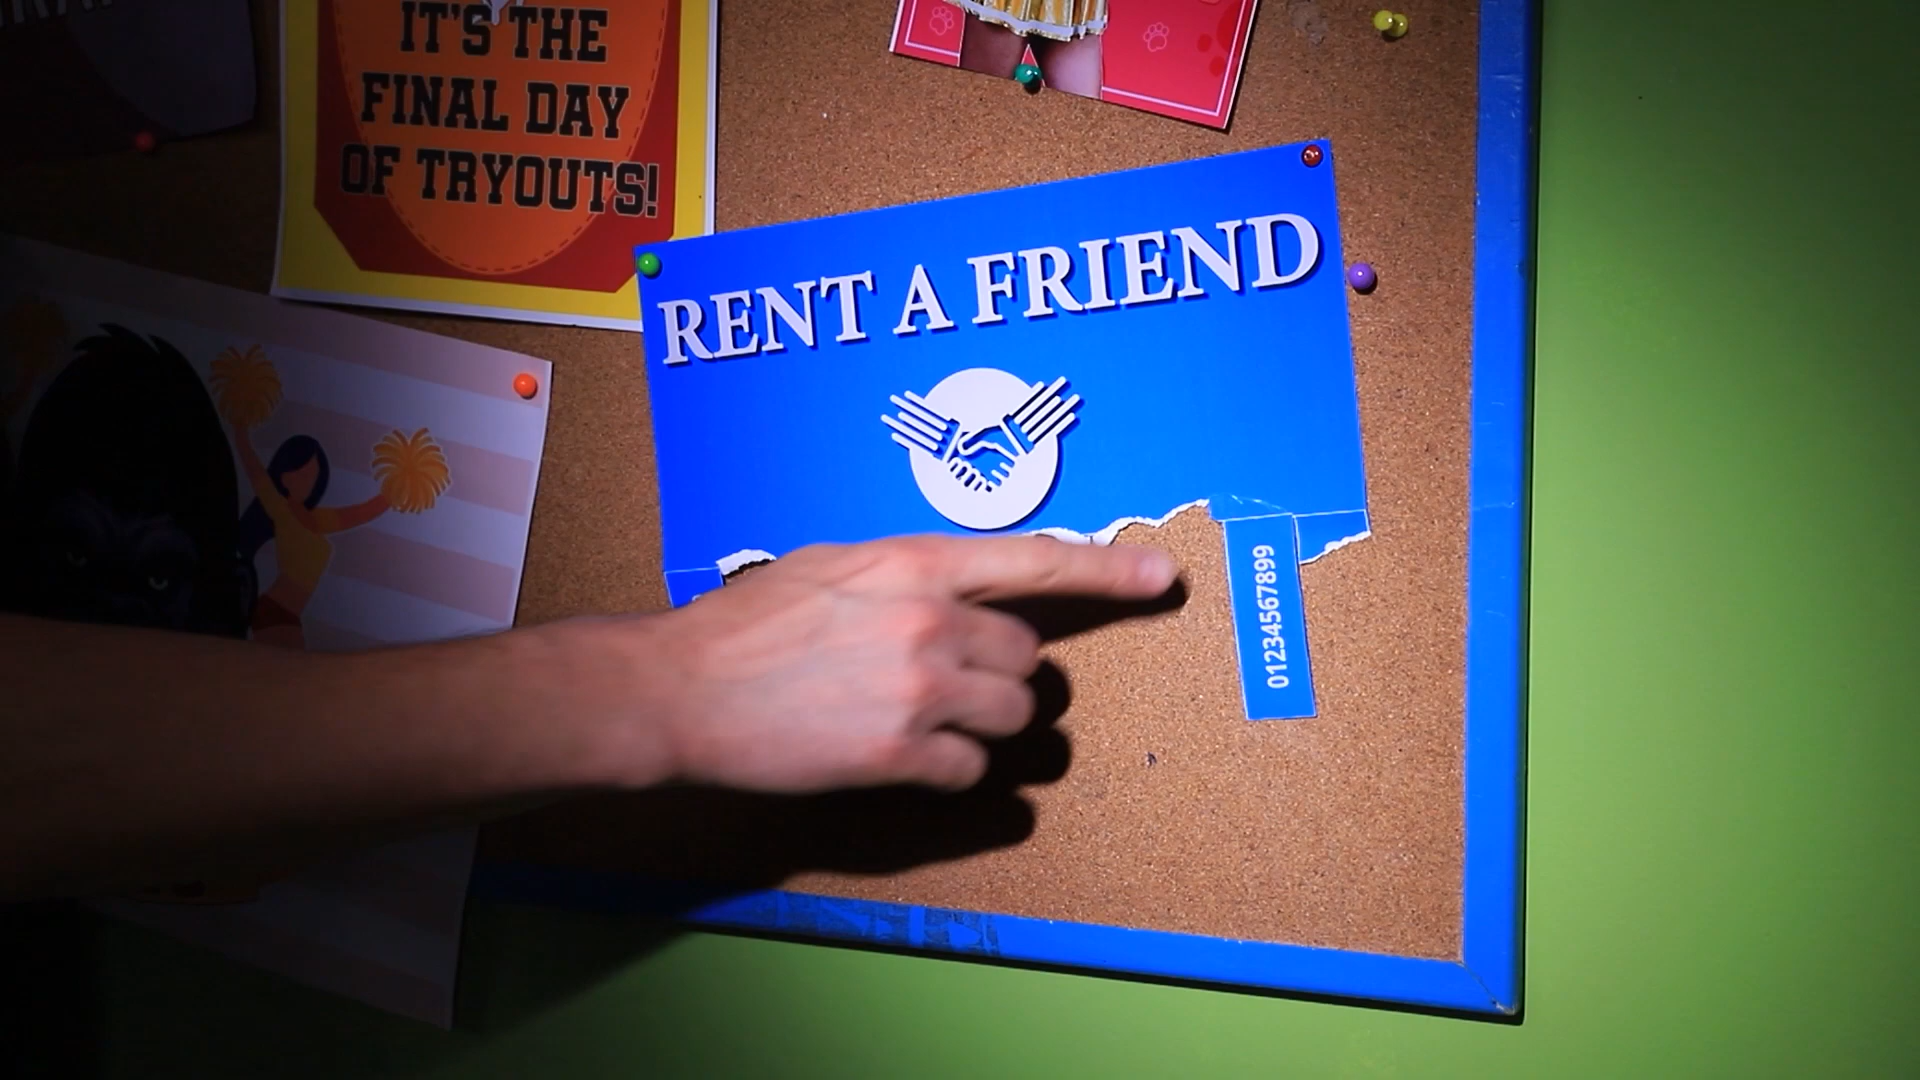 IT'S THE
FINAL DAY
OF TRYOUTS!
RENT A FRIEND
01234567899